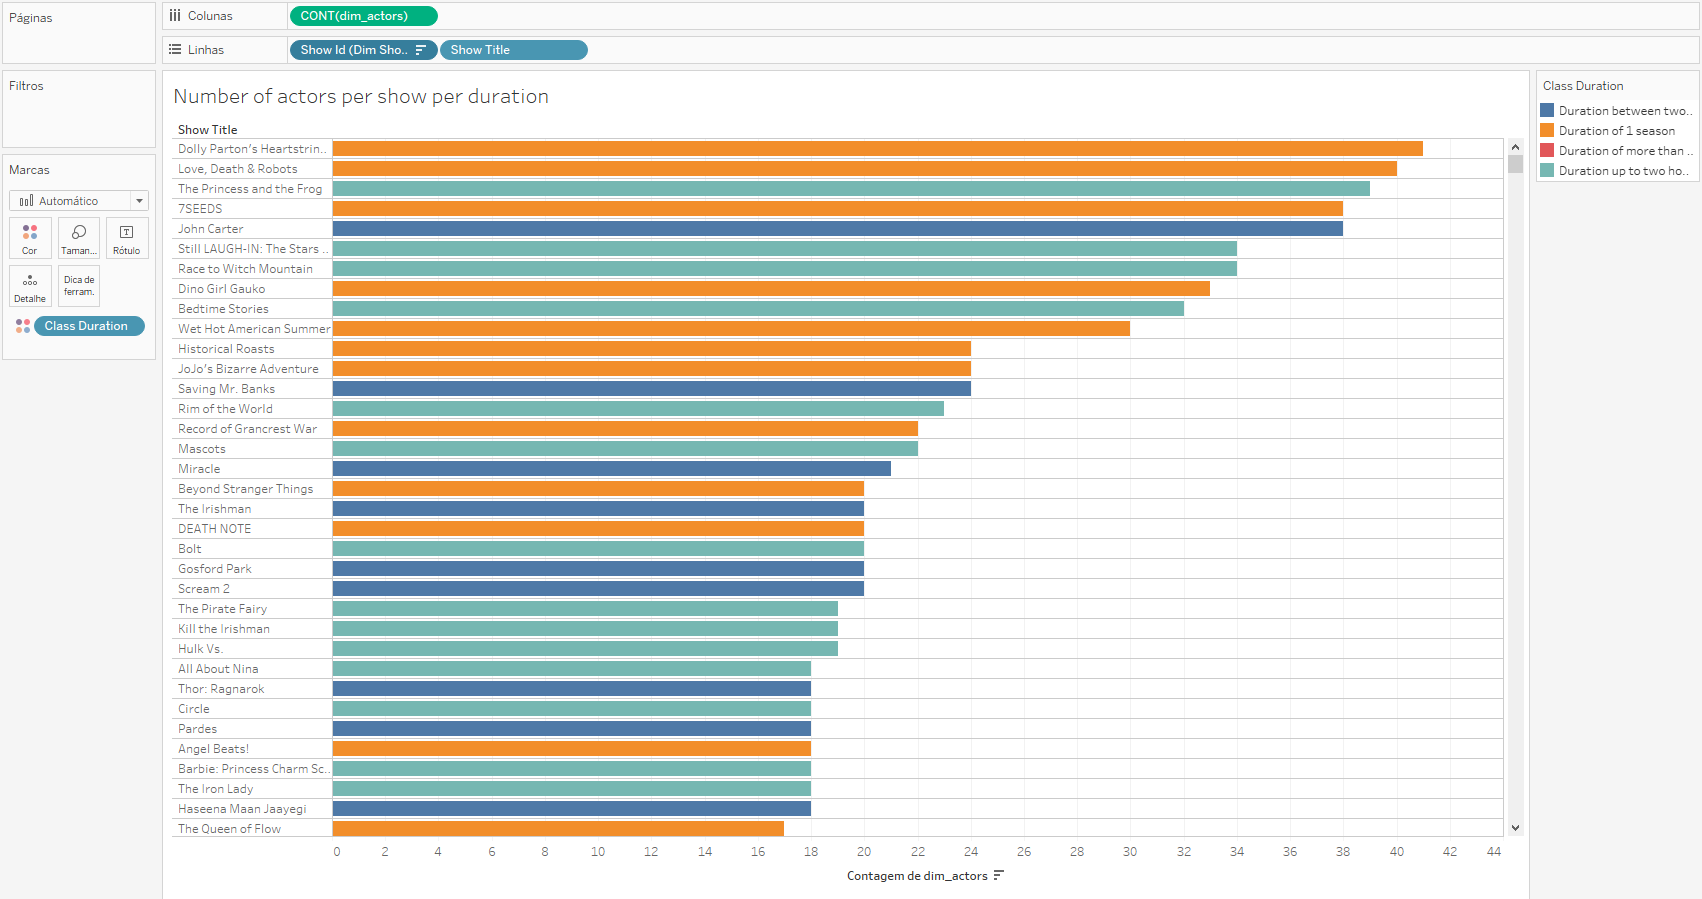 Páginas
Colunas
CONT(dim_actors)
Linhas
Show Id (Dim Sho..
Show Title
Filtros
Marcas
Automático
Cor
Taman...
Rótulo
Detalhe
Dica de
ferram.
Class Duration
Number of actors per show per duration
Show Title
Dolly Parton's Heartstrin..
Love, Death & Robots
The Princess and the Frog
7SEEDS
John Carter
Still LAUGH-IN: The Stars ..
Race to Witch Mountain
Dino Girl Gauko
Bedtime Stories
Wet Hot American Summer
Historical Roasts
JoJo's Bizarre Adventure
Saving Mr. Banks
Rim of the World
Record of Grancrest War
Mascots
Miracle
Beyond Stranger Things
The Irishman
DEATH NOTE
Bolt
Gosford Park
Scream 2
The Pirate Fairy
Kill the Irishman
Hulk Vs.
All About Nina
Thor: Ragnarok
Circle
Pardes
Angel Beats!
Barbie: Princess Charm Sc..
The Iron Lady
Haseena Maan Jaayegi
The Queen of Flow
0 2 4 6 8 10 12 14 16 18 20 22 24 26 28 30 32 34 36 38 40 42 44
Contagem de dim_actors
Class Duration
Duration between two..
Duration of 1 season
Duration of more than ..
Duration up to two ho..